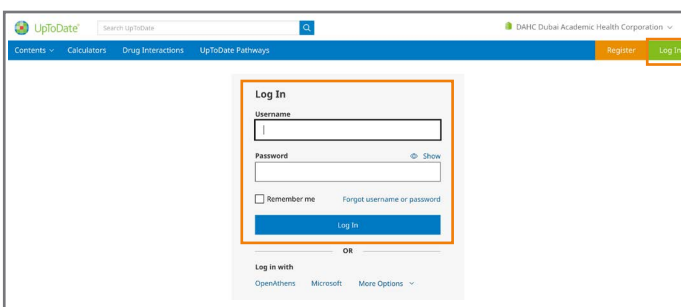 UpToDate® Search UpToDate DAHC Dubai Academic Health Corporation
Contents Calculators Drug Interactions UpToDate Pathways Register Log In
Log In
Username
Password Show
Remember me Forgot username or password
Log In
OR
Log in with
OpenAthens Microsoft More Options